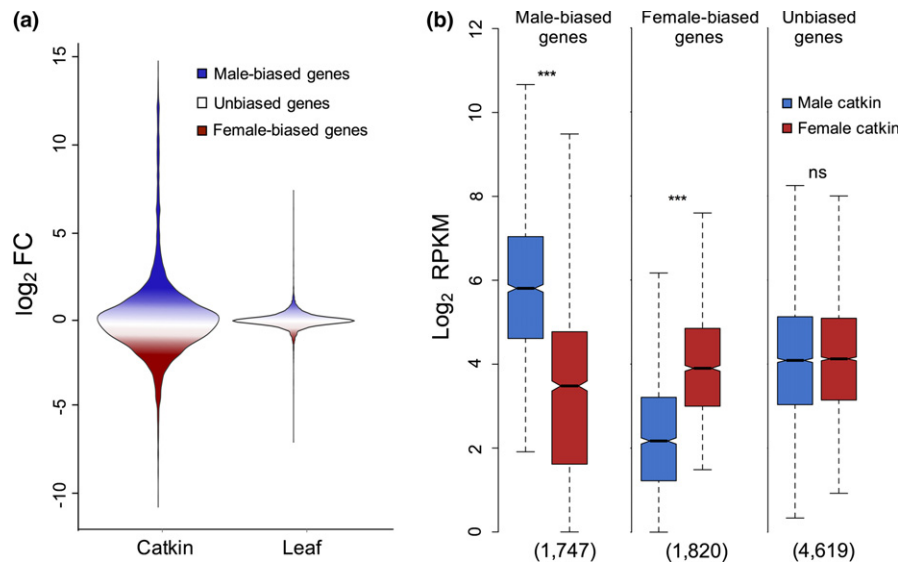 (a)
15
10
5
0
-5
-10
log₂ FC
Male-biased genes
Unbiased genes
Female-biased genes
Catkin
Leaf
(b)
Male-biased genes
Female-biased genes
Unbiased genes
12
10
8
6
4
2
0
Log₂ RPKM
***
***
ns
Male catkin
Female catkin
(1,747)
(1,820)
(4,619)